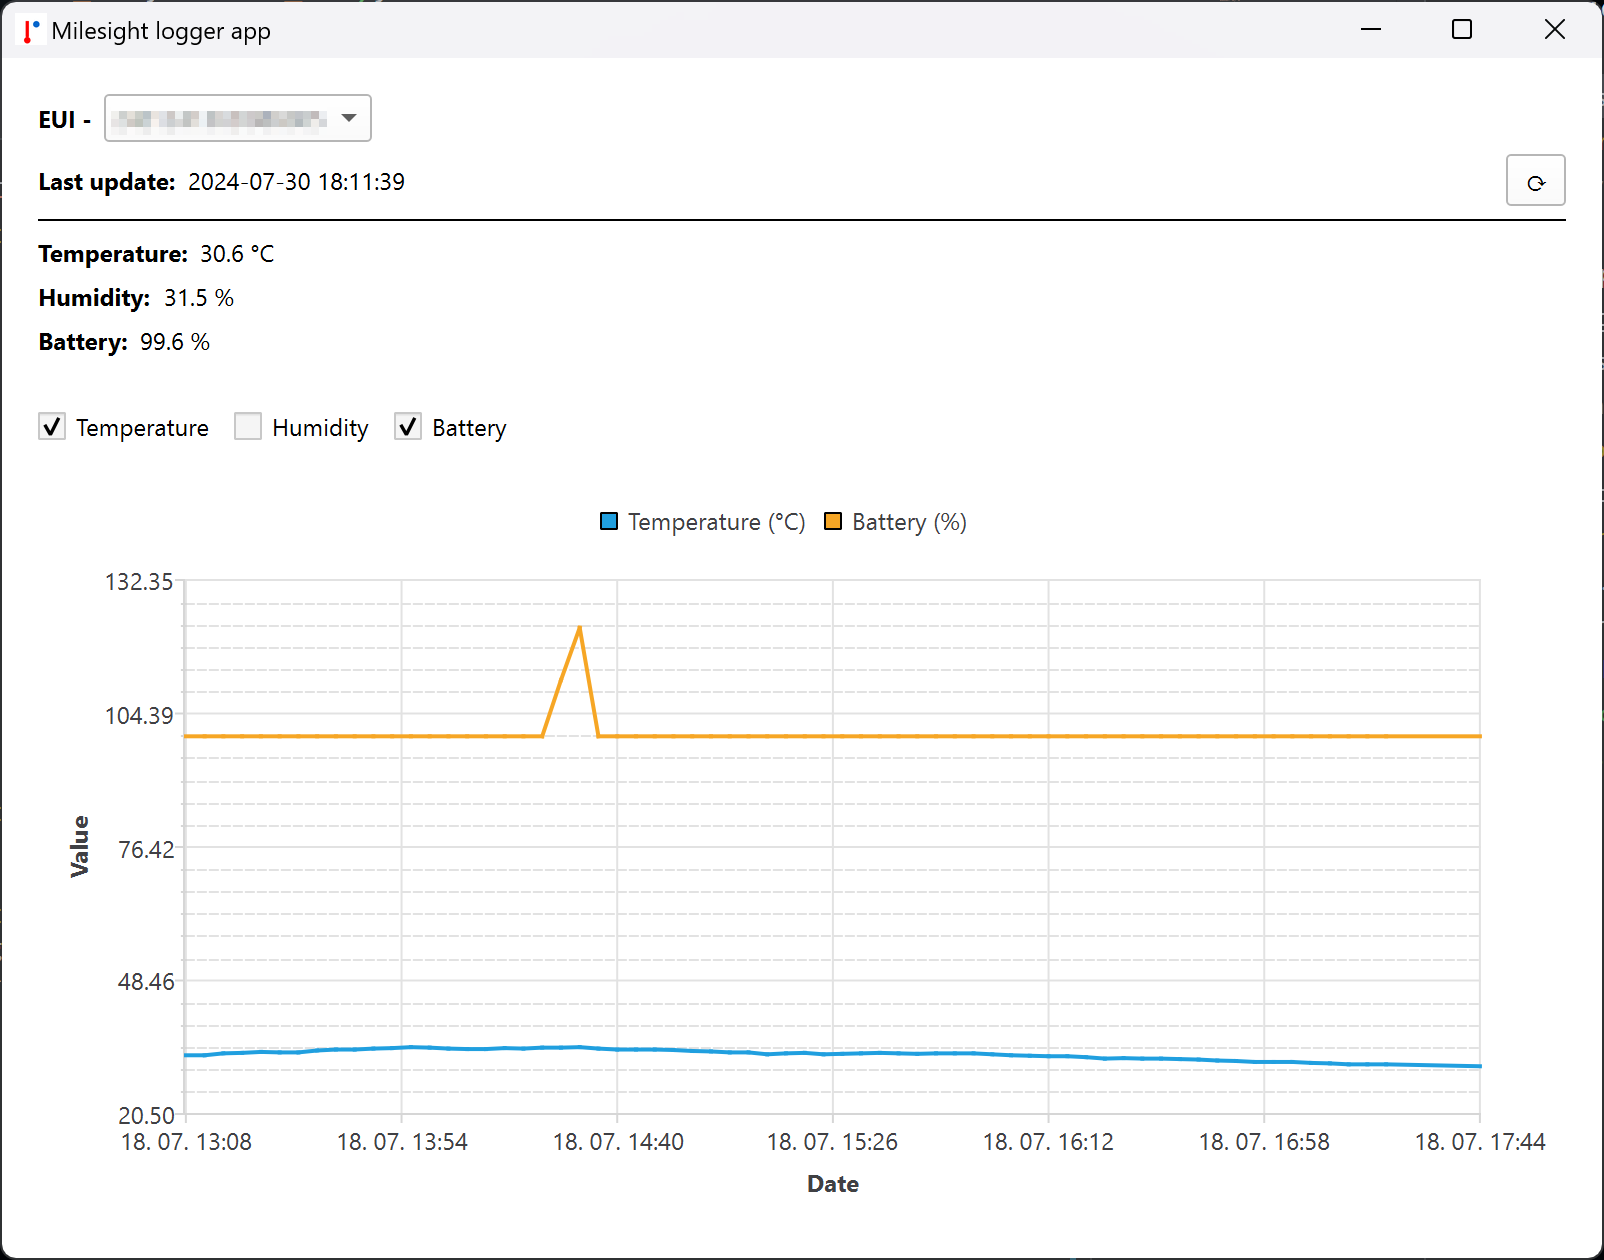 Milesight logger app
EUI -
Last update: 2024-07-30 18:11:39
Temperature: 30.6 °C
Humidity: 31.5 %
Battery: 99.6 %
Temperature Humidity Battery
Temperature (°C) Battery (%)
132.35
104.39
76.42
48.46
20.50
Value
18. 07. 13:08 18. 07. 13:54 18. 07. 14:40 18. 07. 15:26 18. 07. 16:12 18. 07. 16:58 18. 07. 17:44
Date